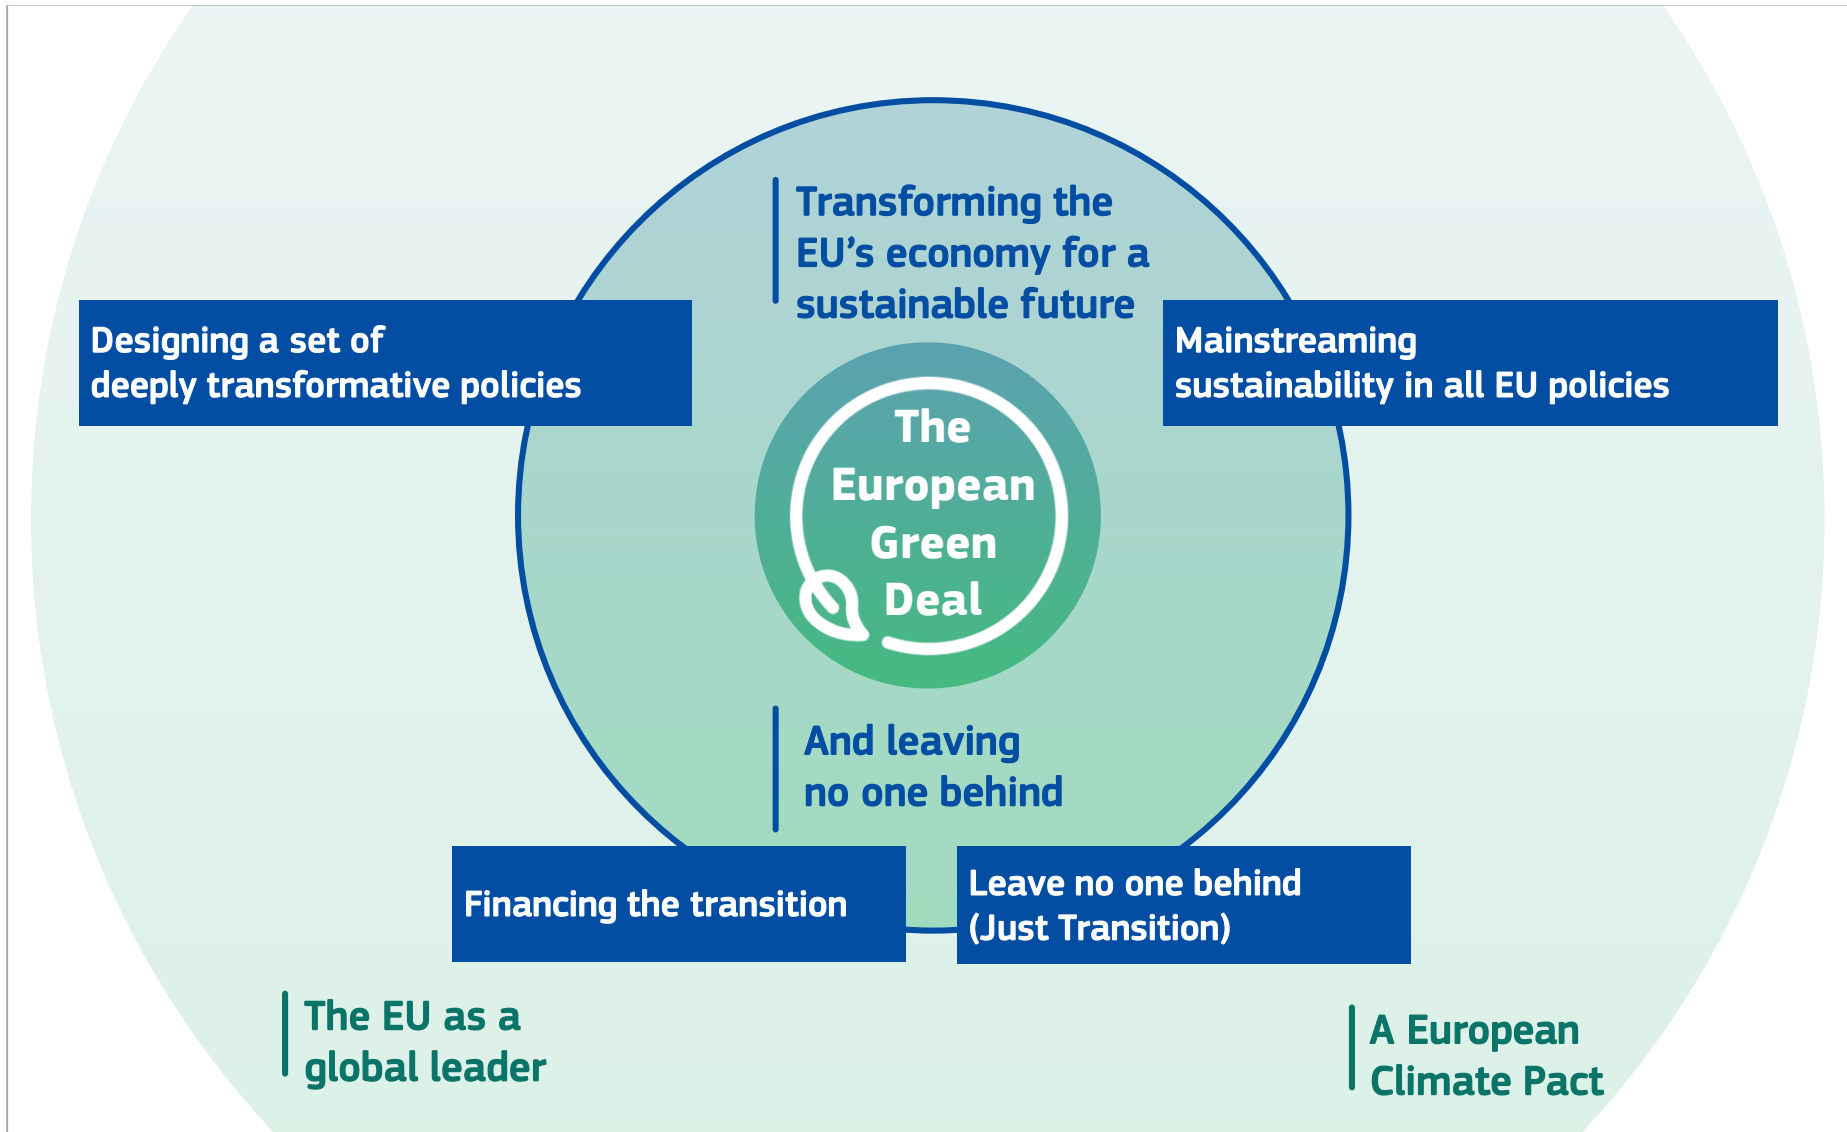 Transforming the
EU’s economy for a
sustainable future
Designing a set of
deeply transformative policies
Mainstreaming
sustainability in all EU policies
The
European
Green
Deal
And leaving
no one behind
Financing the transition
Leave no one behind
(Just Transition)
The EU as a
global leader
A European
Climate Pact